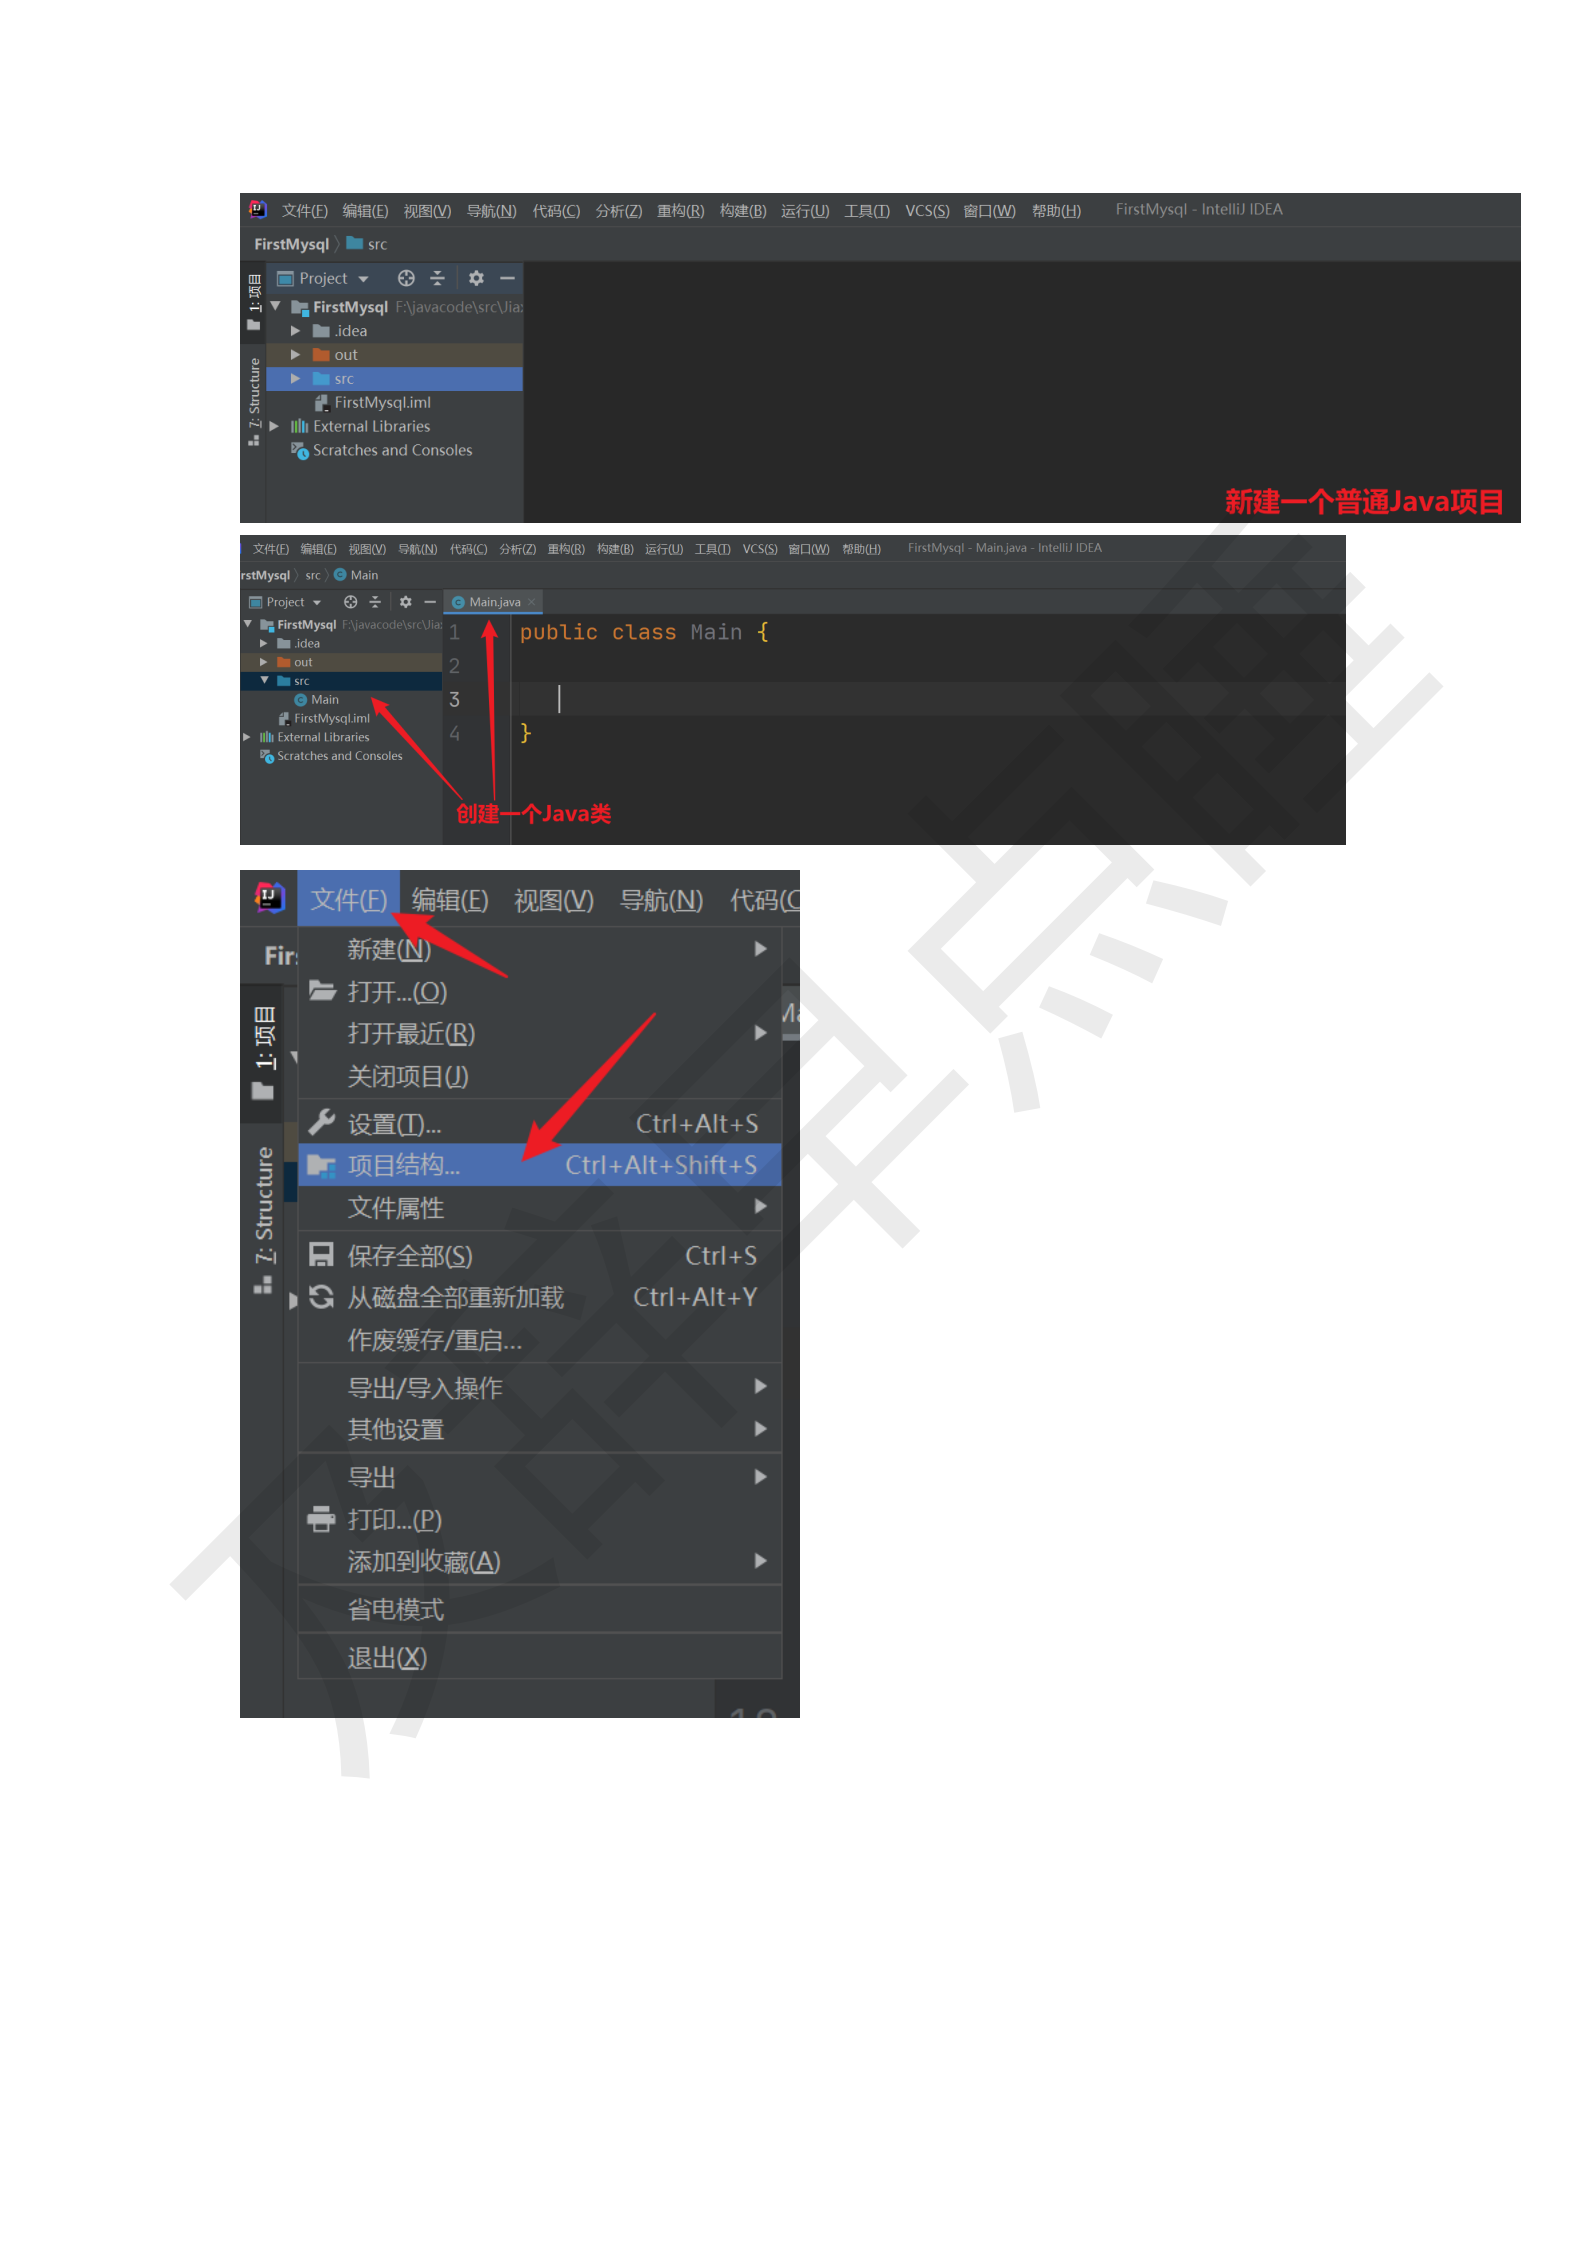 文件(F) 编辑(E) 视图(V) 导航(N) 代码(C) 分析(Z) 重构(R) 构建(B) 运行(U) 工具(T) VCS(S) 窗口(W) 帮助(H) FirstMysql - IntelliJ IDEA
FirstMysql src
1: 项目
Project
FirstMysql F:\javacode\src\Jia
.idea
out
src
7: Structure
FirstMysql.iml
External Libraries
Scratches and Consoles
新建一个普通Java项目
文件(F) 编辑(E) 视图(V) 导航(N) 代码(C) 分析(Z) 重构(R) 构建(B) 运行(U) 工具(T) VCS(S) 窗口(W) 帮助(H) FirstMysql - Main.java - IntelliJ IDEA
rstMysql src Main
Project Main.java
FirstMysql F:\javacode\src\Jia
.idea
out
src
Main
FirstMysql.iml
External Libraries
Scratches and Consoles
1 public class Main {
2
3
4 }
创建一个Java类
文件(F) 编辑(E) 视图(V) 导航(N) 代码(C
Fir
1: 项目
7: Structure
Ma
新建(N)
打开...(O)
打开最近(R)
关闭项目(J)
设置(T)... Ctrl+Alt+S
项目结构... Ctrl+Alt+Shift+S
文件属性
保存全部(S) Ctrl+S
从磁盘全部重新加载 Ctrl+Alt+Y
作废缓存/重启...
导出/导入操作
其他设置
导出
打印...(P)
添加到收藏(A)
省电模式
退出(X)
早点睡